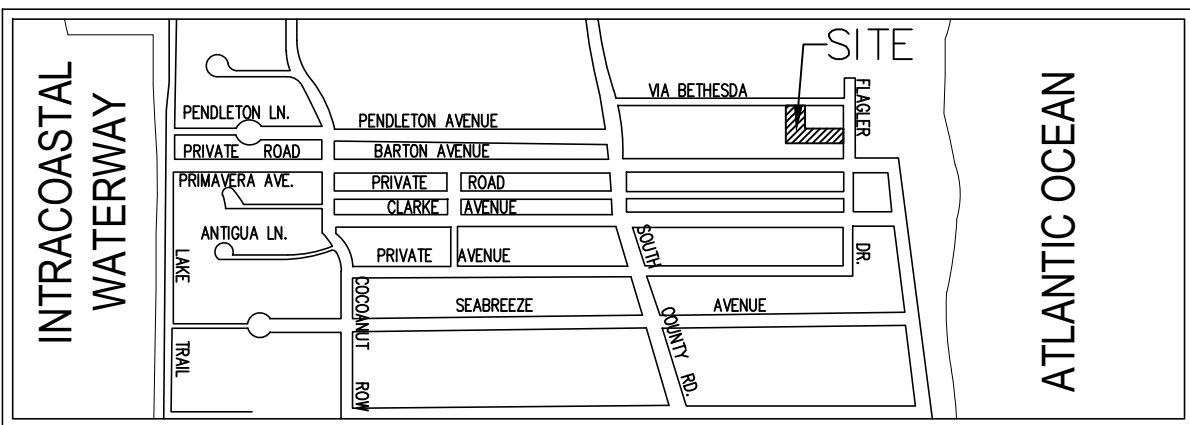 INTRACOASTAL
WATERWAY
SITE
VIA BETHESDA
FLAGLER
PENDLETON LN.
PENDLETON AVENUE
PRIVATE ROAD
BARTON AVENUE
PRIMAVERA AVE.
PRIVATE ROAD
CLARKE AVENUE
ANTIGUA LN.
PRIVATE AVENUE
SOUTH
DR.
LAKE
COCOANUT
SEABREEZE AVENUE
COUNTY RD.
TRAIL
ROW
ATLANTIC OCEAN